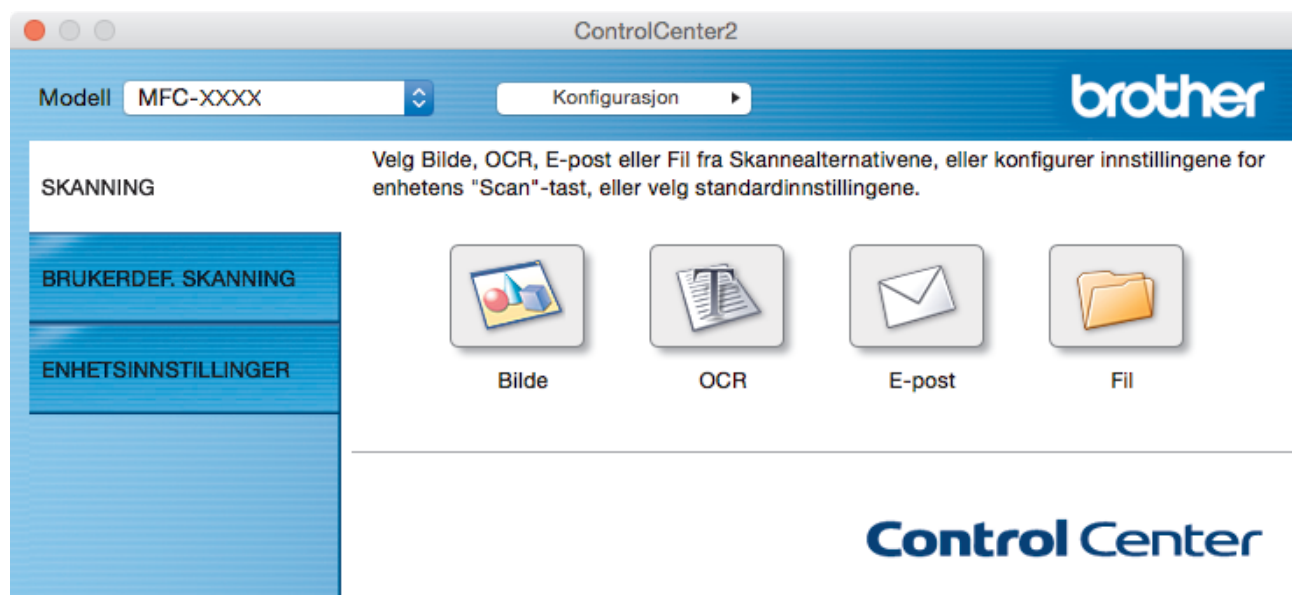 ControlCenter2
Modell MFC-XXXX Konfigurasjon brother
SKANNING
BRUKERDEF. SKANNING
ENHETSINNSTILLINGER
Velg Bilde, OCR, E-post eller Fil fra Skannealternativene, eller konfigurer innstillingene for
enhetens "Scan"-tast, eller velg standardinnstillingene.
Bilde OCR E-post Fil
Control Center